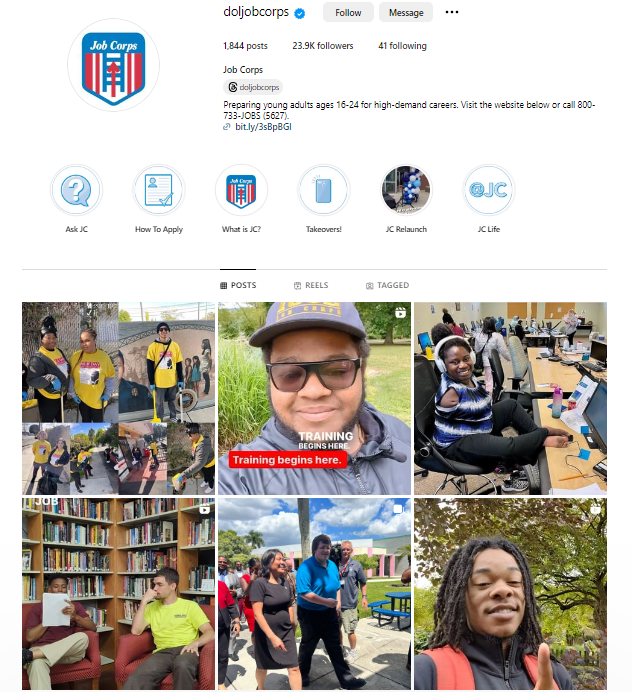 doljobcorps
Follow
Message
1,844 posts
23.9K followers
41 following
Job Corps
doljobcorps
Preparing young adults ages 16-24 for high-demand careers. Visit the website below or call 800-
733-JOBS (5627).
bit.ly/3sBpBGl
Job Corps
Job Corps
@JC
Ask JC
How To Apply
What is JC?
Takeovers!
JC Relaunch
JC Life
POSTS
REELS
TAGGED
TRAINING
BEGINS HERE.
Training begins here.
JOB